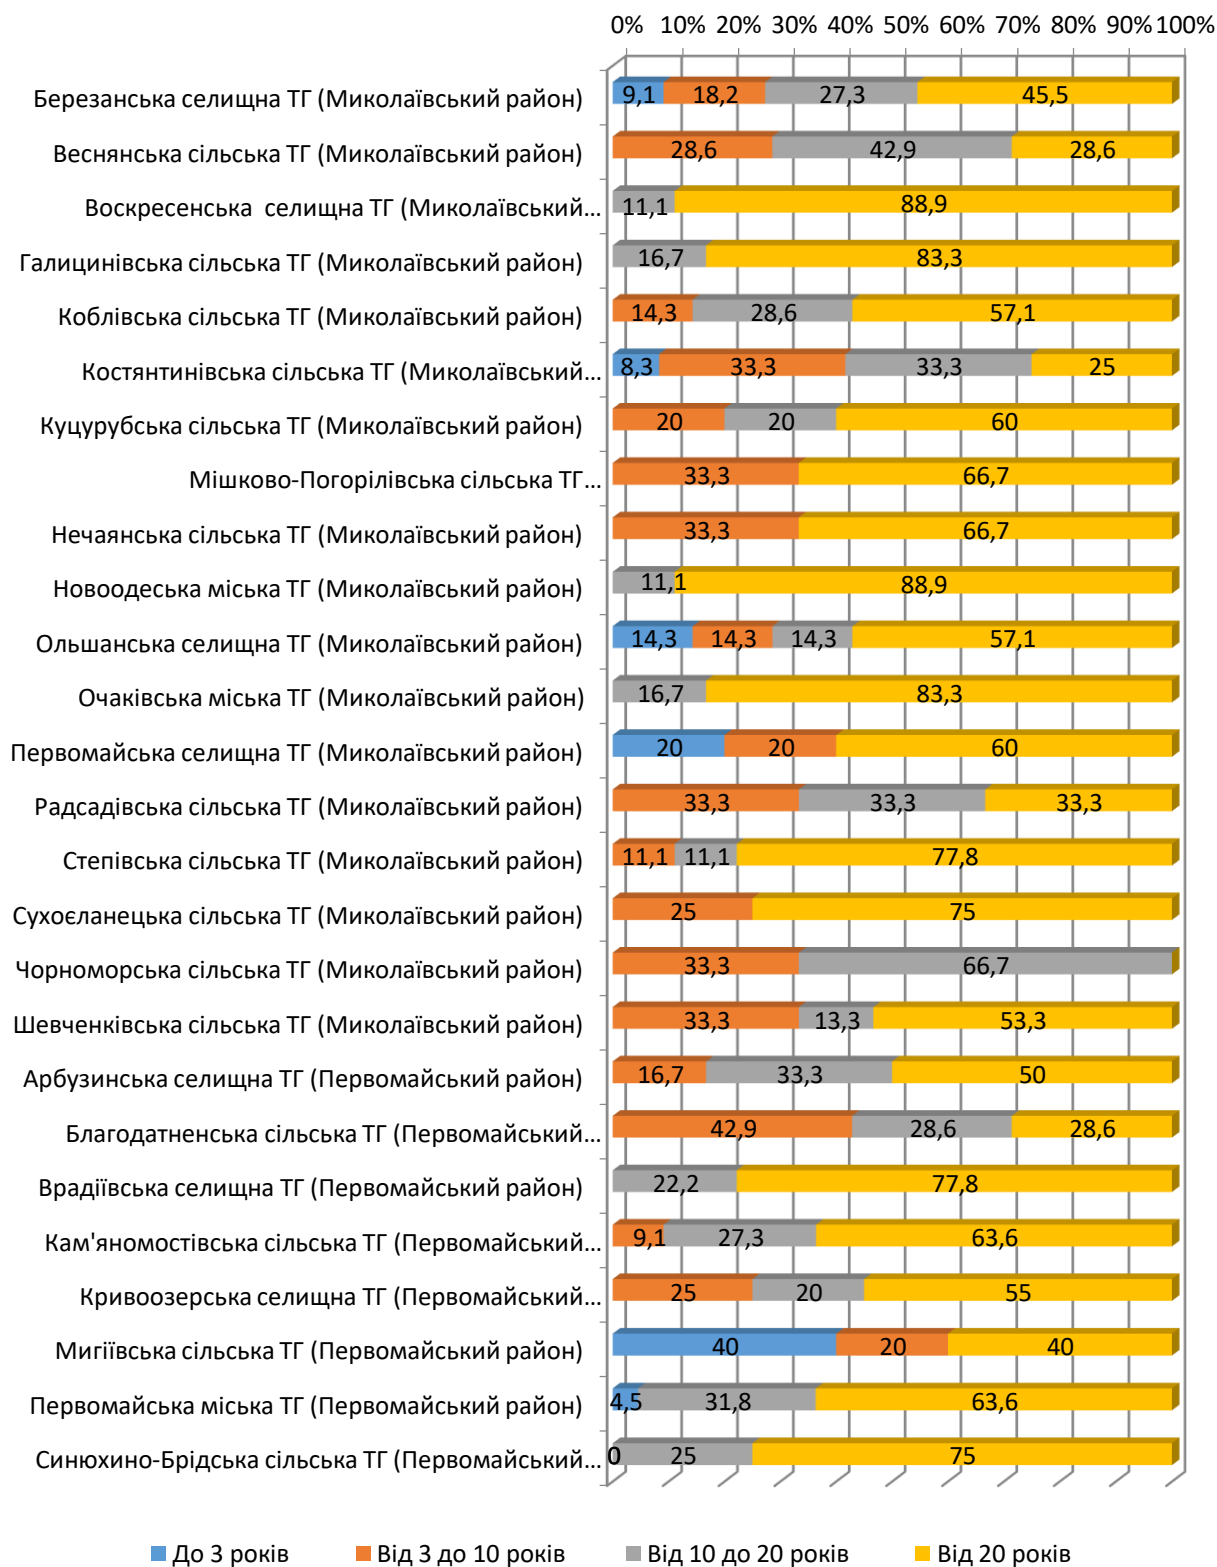 0% 10% 20% 30% 40% 50% 60% 70% 80% 90% 100%
Березанська селищна ТГ (Миколаївський район) 9,1 18,2 27,3 45,5
Веснянська сільська ТГ (Миколаївський район) 28,6 42,9 28,6
Воскресенська селищна ТГ (Миколаївський... 11,1 88,9
Галицинівська сільська ТГ (Миколаївський район) 16,7 83,3
Коблівська сільська ТГ (Миколаївський район) 14,3 28,6 57,1
Костянтинівська сільська ТГ (Миколаївський... 8,3 33,3 33,3 25
Куцурубська сільська ТГ (Миколаївський район) 20 20 60
Мішково-Погорілівська сільська ТГ... 33,3 66,7
Нечаянська сільська ТГ (Миколаївський район) 33,3 66,7
Новоодеська міська ТГ (Миколаївський район) 11,1 88,9
Ольшанська селищна ТГ (Миколаївський район) 14,3 14,3 14,3 57,1
Очаківська міська ТГ (Миколаївський район) 16,7 83,3
Первомайська селищна ТГ (Миколаївський район) 20 20 60
Радсадівська сільська ТГ (Миколаївський район) 33,3 33,3 33,3
Степівська сільська ТГ (Миколаївський район) 11,1 11,1 77,8
Сухоєланецька сільська ТГ (Миколаївський район) 25 75
Чорноморська сільська ТГ (Миколаївський район) 33,3 66,7
Шевченківська сільська ТГ (Миколаївський район) 33,3 13,3 53,3
Арбузинська селищна ТГ (Первомайський район) 16,7 33,3 50
Благодатненська сільська ТГ (Первомайський... 42,9 28,6 28,6
Врадіївська селищна ТГ (Первомайський район) 22,2 77,8
Кам'яномостівська сільська ТГ (Первомайський... 9,1 27,3 63,6
Кривоозерська селищна ТГ (Первомайський... 25 20 55
Мигіївська сільська ТГ (Первомайський район) 40 20 40
Первомайська міська ТГ (Первомайський район) 4,5 31,8 63,6
Синюхино-Брідська сільська ТГ (Первомайський... 0 25 75
До 3 років Від 3 до 10 років Від 10 до 20 років Від 20 років